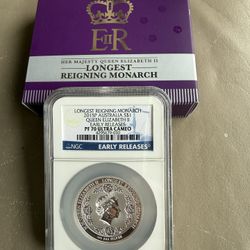 EIIR
HER MAJESTY QUEEN ELIZABETH II
LONGEST
REIGNING MONARCH
LONGEST REIGNING MONARCH
2015P AUSTRALIA S$1
QUEEN ELIZABETH II
EARLY RELEASES
PF 70 ULTRA CAMEO
NGC
EARLY RELEASES